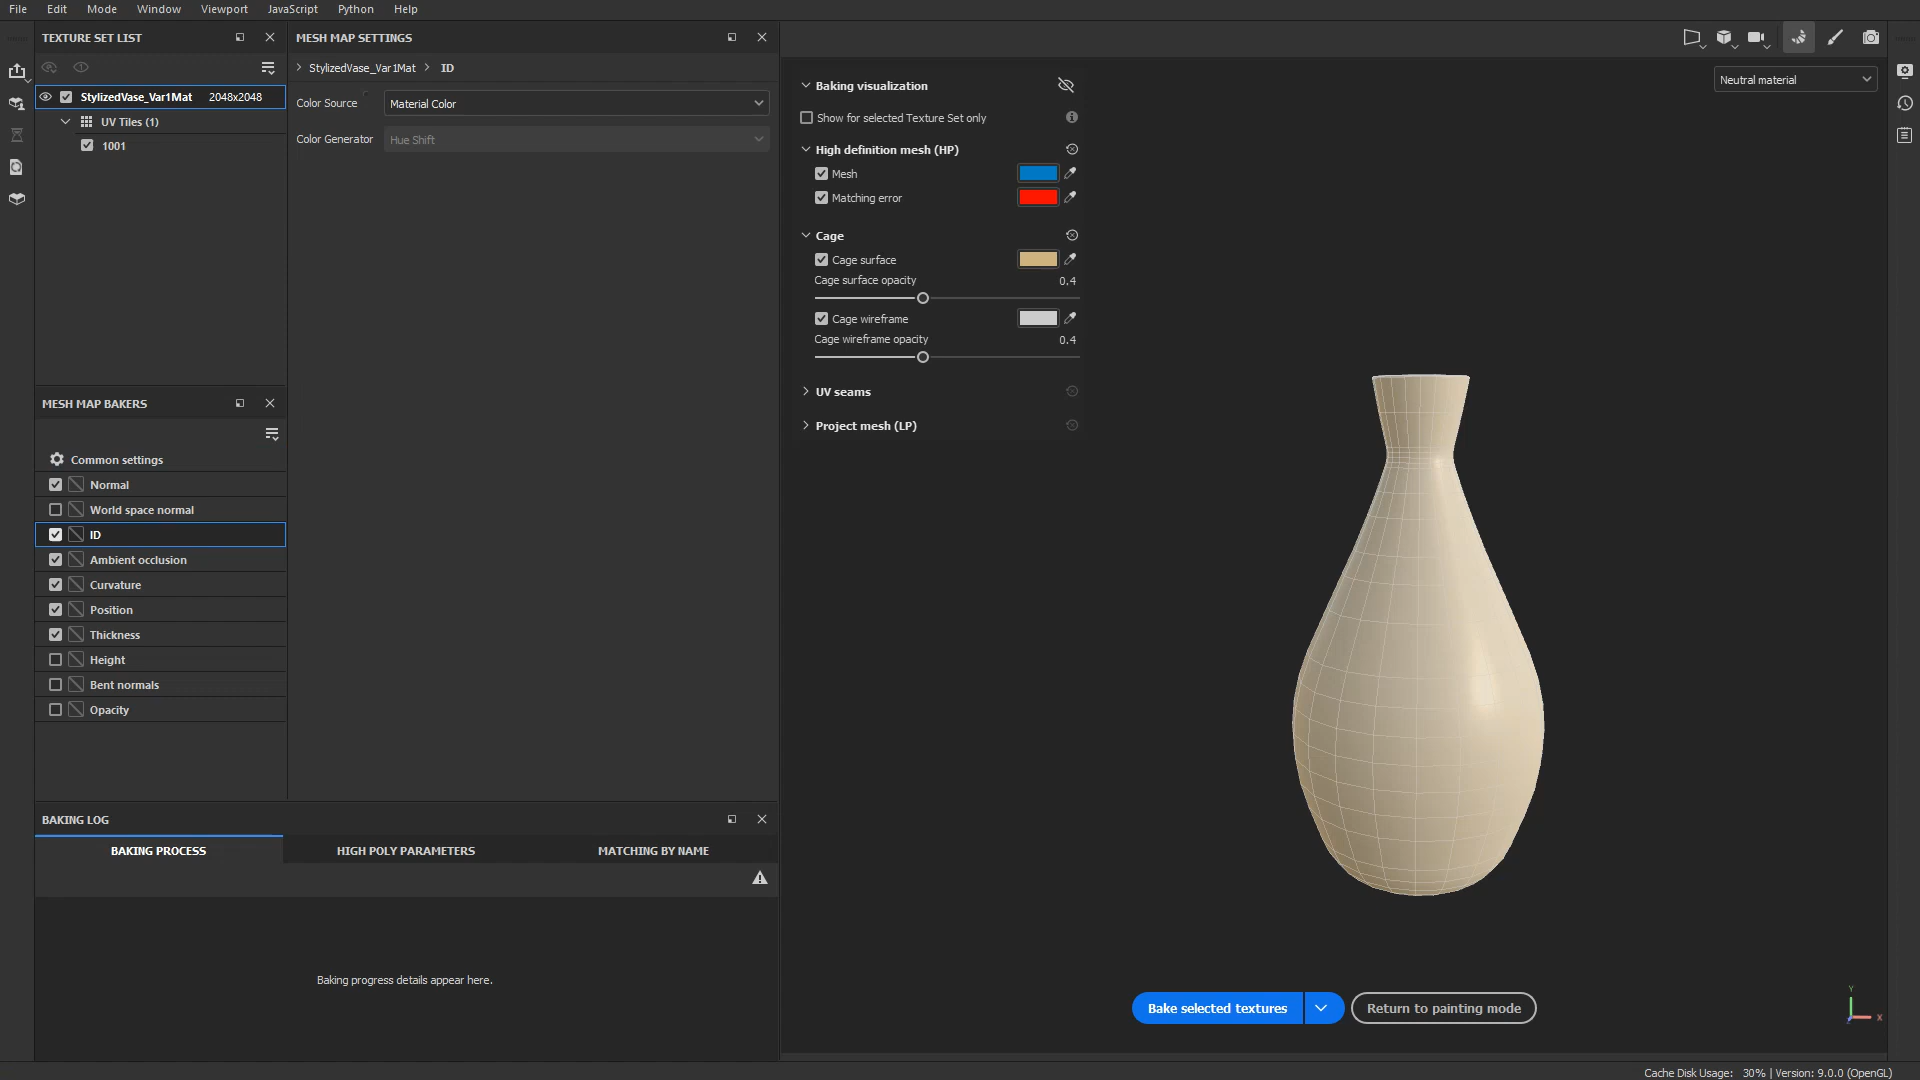 File Edit Mode Window Viewport JavaScript Python Help
TEXTURE SET LIST
StylizedVase_Var1Mat 2048x2048
UV Tiles (1)
1001
MESH MAP BAKERS
Common settings
Normal
World space normal
ID
Ambient occlusion
Curvature
Position
Thickness
Height
Bent normals
Opacity
MESH MAP SETTINGS
StylizedVase_Var1Mat > ID
Color Source Material Color
Color Generator Hue Shift
BAKING LOG
BAKING PROCESS HIGH POLY PARAMETERS MATCHING BY NAME
Baking progress details appear here.
Baking visualization
Show for selected Texture Set only
High definition mesh (HP)
Mesh
Matching error
Cage
Cage surface
Cage surface opacity 0.4
Cage wireframe
Cage wireframe opacity 0.4
UV seams
Project mesh (LP)
Neutral material
Bake selected textures
Return to painting mode
Y
X
Cache Disk Usage: 30% | Version: 9.0.0 (OpenGL)